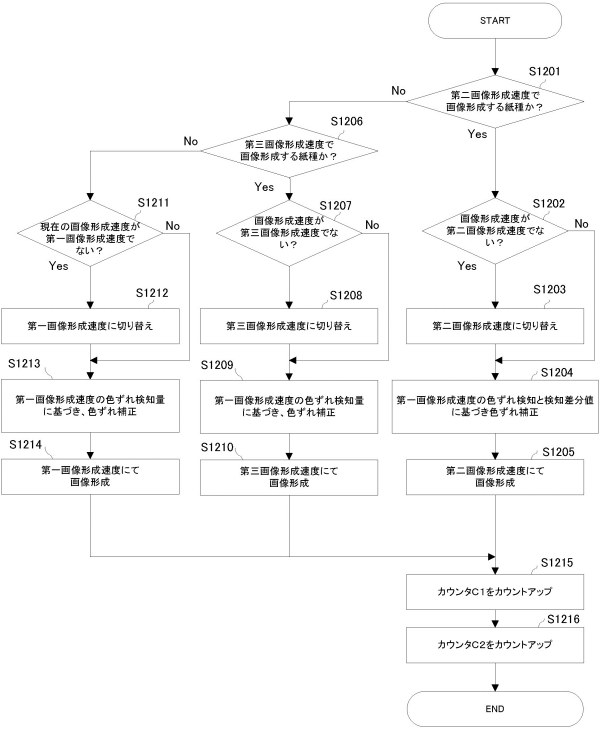 START
S1201
第二画像形成速度で
画像形成する紙種か？
No
Yes
S1206
第三画像形成速度で
画像形成する紙種か？
No
Yes
S1211
現在の画像形成速度が
第一画像形成速度で
ない？
No
Yes
S1207
画像形成速度が
第三画像形成速度でな
い？
No
Yes
S1202
画像形成速度が
第二画像形成速度でな
い？
No
Yes
S1212
第一画像形成速度に切り替え
S1208
第三画像形成速度に切り替え
S1203
第二画像形成速度に切り替え
S1213
第一画像形成速度の色ずれ検知量
に基づき、色ずれ補正
S1209
第一画像形成速度の色ずれ検知量
に基づき、色ずれ補正
S1204
第一画像形成速度の色ずれ検知と検知差分値
に基づき色ずれ補正
S1214
第一画像形成速度にて
画像形成
S1210
第三画像形成速度にて
画像形成
S1205
第二画像形成速度にて
画像形成
S1215
カウンタC1をカウントアップ
S1216
カウンタC2をカウントアップ
END